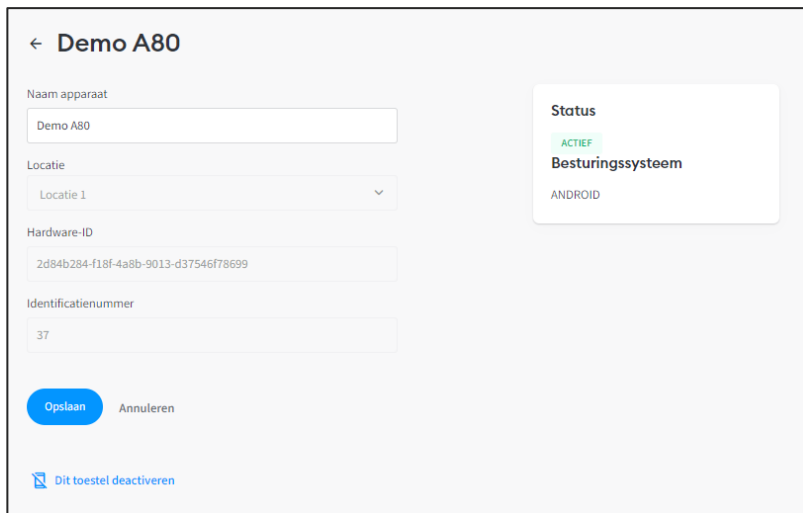 Demo A80
Naam apparaat
Demo A80
Locatie
Locatie 1
Hardware-ID
2d84b284-f18f-4a8b-9013-d37546f78699
Identificatienummer
37
Opslaan
Annuleren
Dit toestel deactiveren
Status
ACTIEF
Besturingssysteem
ANDROID